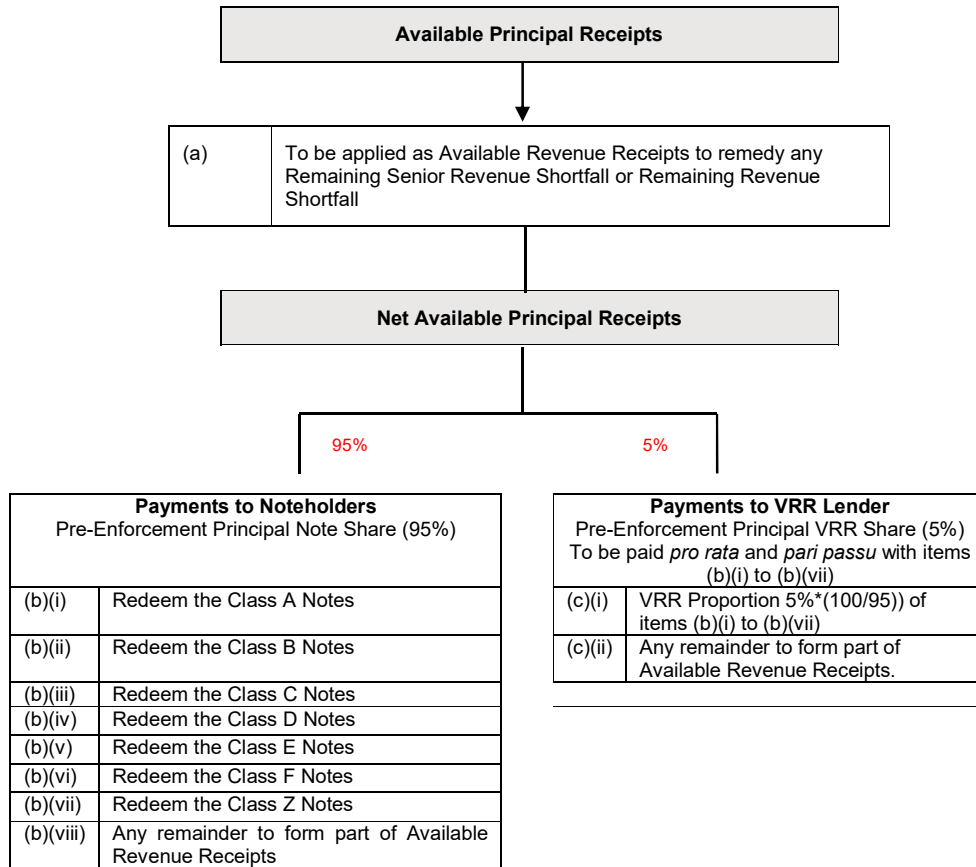 Available Principal Receipts
(a) To be applied as Available Revenue Receipts to remedy any
Remaining Senior Revenue Shortfall or Remaining Revenue
Shortfall
Net Available Principal Receipts
95%
5%
Payments to Noteholders
Pre-Enforcement Principal Note Share (95%)
(b)(i) Redeem the Class A Notes
(b)(ii) Redeem the Class B Notes
(b)(iii) Redeem the Class C Notes
(b)(iv) Redeem the Class D Notes
(b)(v) Redeem the Class E Notes
(b)(vi) Redeem the Class F Notes
(b)(vii) Redeem the Class Z Notes
(b)(viii) Any remainder to form part of Available
Revenue Receipts
Payments to VRR Lender
Pre-Enforcement Principal VRR Share (5%)
To be paid pro rata and pari passu with items
(b)(i) to (b)(vii)
(c)(i) VRR Proportion 5%*(100/95)) of
items (b)(i) to (b)(vii)
(c)(ii) Any remainder to form part of
Available Revenue Receipts.